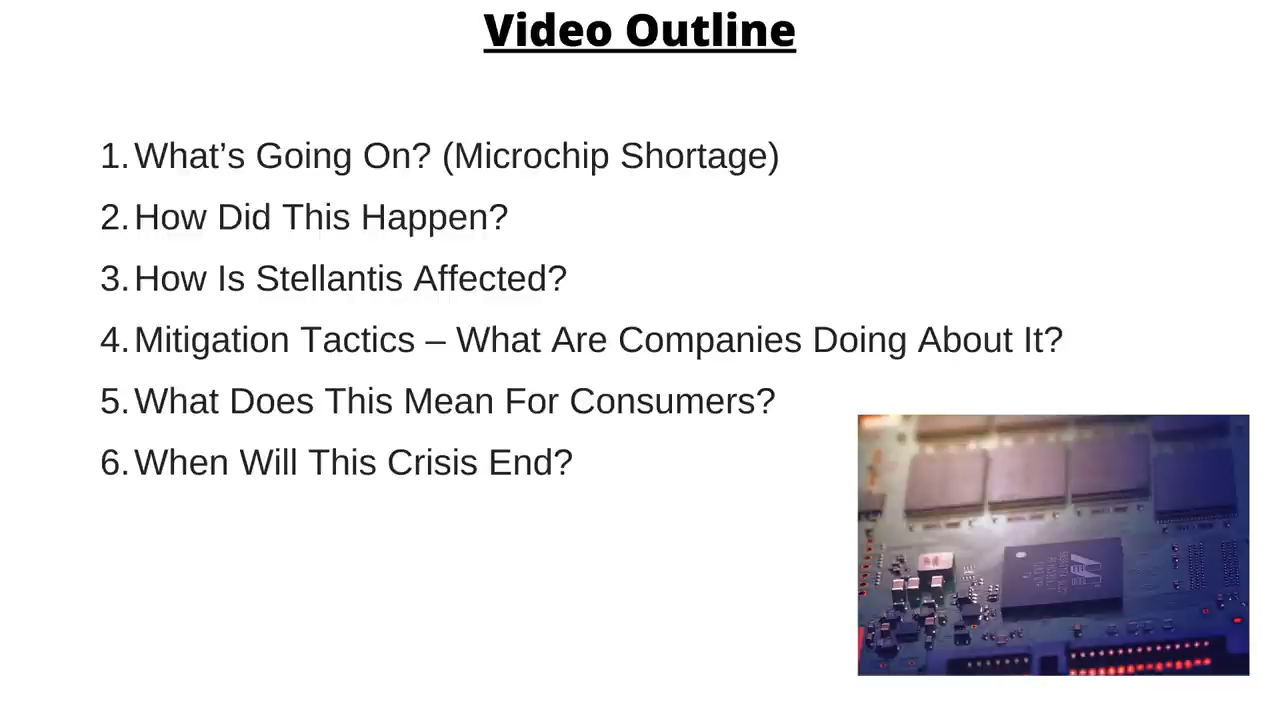 Video Outline
1. What’s Going On? (Microchip Shortage)
2. How Did This Happen?
3. How Is Stellantis Affected?
4. Mitigation Tactics – What Are Companies Doing About It?
5. What Does This Mean For Consumers?
6. When Will This Crisis End?